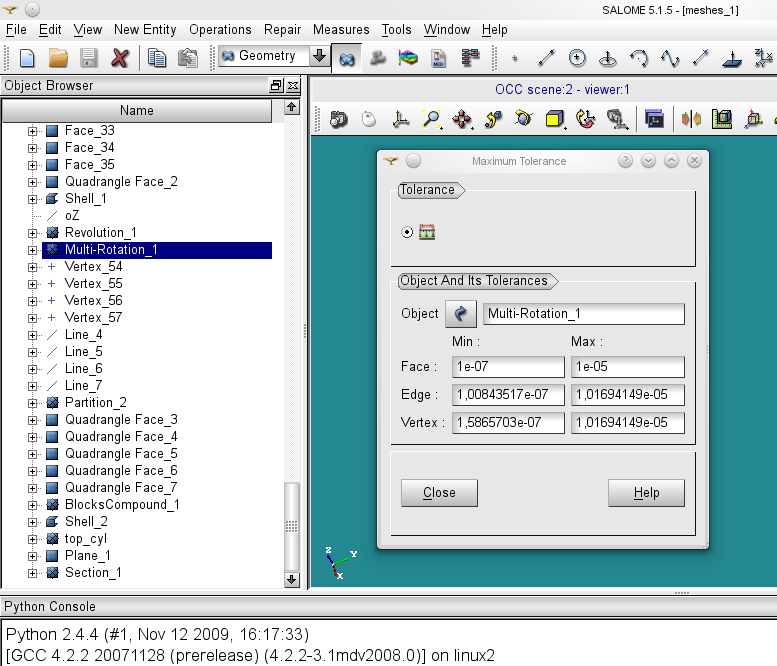 SALOME 5.1.5 - [meshes_1]
File Edit View New Entity Operations Repair Measures Tools Window Help
Geometry
Object Browser
OCC scene:2 - viewer:1
Name
Face_33
Face_34
Face_35
Quadrangle Face_2
Shell_1
oZ
Revolution_1
Multi-Rotation_1
Vertex_54
Vertex_55
Vertex_56
Vertex_57
Line_4
Line_5
Line_6
Line_7
Partition_2
Quadrangle Face_3
Quadrangle Face_4
Quadrangle Face_5
Quadrangle Face_6
Quadrangle Face_7
BlocksCompound_1
Shell_2
top_cyl
Plane_1
Section_1
Maximum Tolerance
Tolerance
Object And Its Tolerances
Object Multi-Rotation_1
Min : Max :
Face : 1e-07 1e-05
Edge : 1,00843517e-07 1,01694149e-05
Vertex : 1,5865703e-07 1,01694149e-05
Close Help
Z
Y
X
Python Console
Python 2.4.4 (#1, Nov 12 2009, 16:17:33)
[GCC 4.2.2 20071128 (prerelease) (4.2.2-3.1mdv2008.0)] on linux2